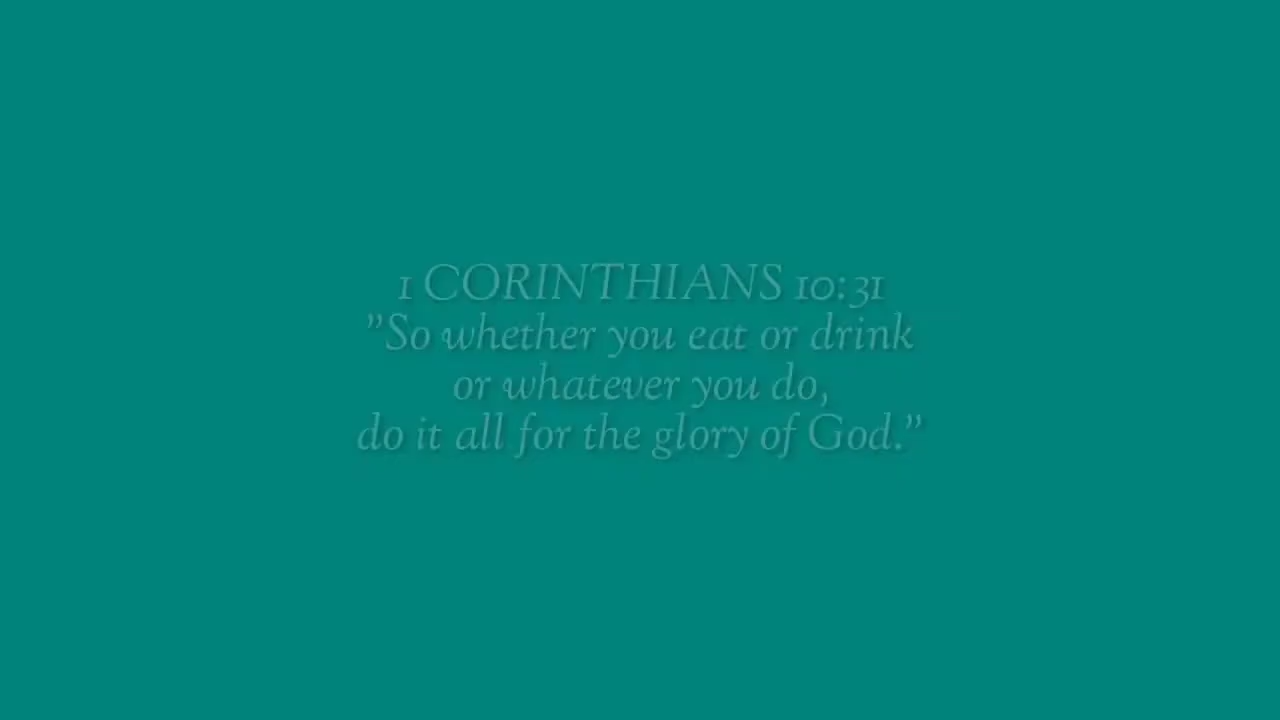 1 CORINTHIANS 10:31
"So whether you eat or drink
or whatever you do,
do it all for the glory of God."